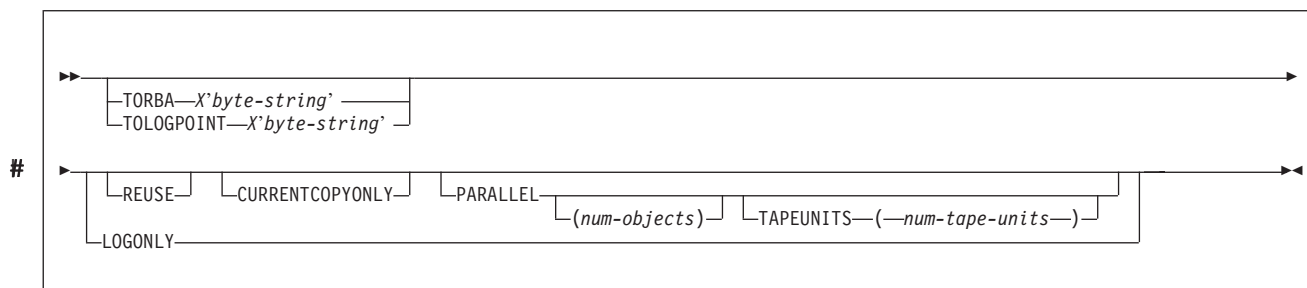 TORBA X'byte-string'
TOLOGPOINT X'byte-string'
#
REUSE CURRENTCOPYONLY PARALLEL
(num-objects) TAPEUNITS ( num-tape-units )
LOGONLY